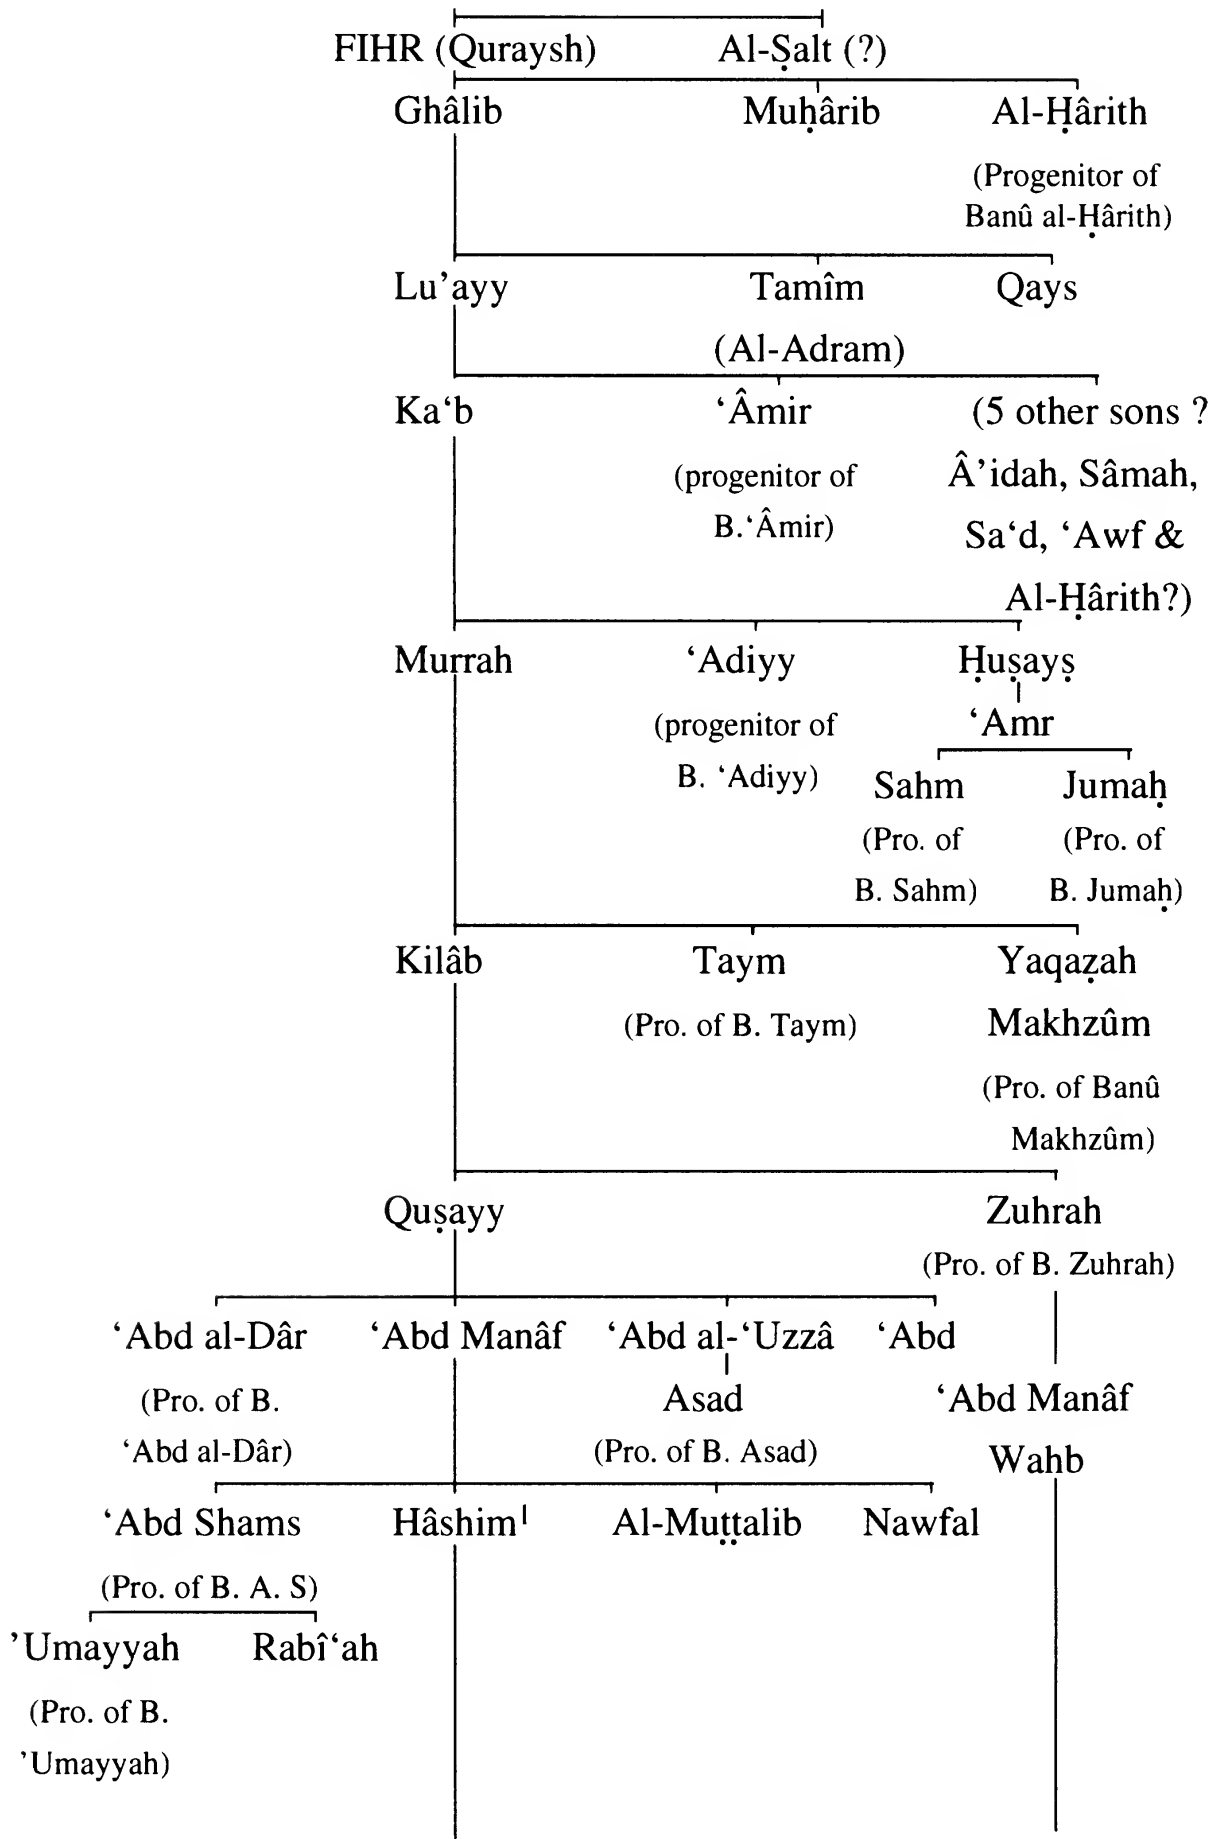 FIHR (Quraysh) Al-Ṣalt (?)
Ghâlib Muḥârib Al-Ḥârith
(Progenitor of
Banû al-Ḥârith)
Lu’ayy Tamîm Qays
(Al-Adram)
Ka‘b ‘Âmir (5 other sons ?
(progenitor of Â’idah, Sâmah,
B.‘Âmir) Sa‘d, ‘Awf &
Al-Ḥârith?)
Murrah ‘Adiyy Ḥuṣayṣ
(progenitor of ‘Amr
B. ‘Adiyy) Sahm Jumaḥ
(Pro. of (Pro. of
B. Sahm) B. Jumaḥ)
Kilâb Taym Yaqaẓah
(Pro. of B. Taym) Makhzûm
(Pro. of Banû
Makhzûm)
Quṣayy Zuhrah
(Pro. of B. Zuhrah)
‘Abd al-Dâr ‘Abd Manâf ‘Abd al-‘Uzzâ ‘Abd
(Pro. of B. Asad ‘Abd Manâf
‘Abd al-Dâr) (Pro. of B. Asad) Wahb
‘Abd Shams Hâshim¹ Al-Muṭṭalib Nawfal
(Pro. of B. A. S)
’Umayyah Rabî‘ah
(Pro. of B.
’Umayyah)